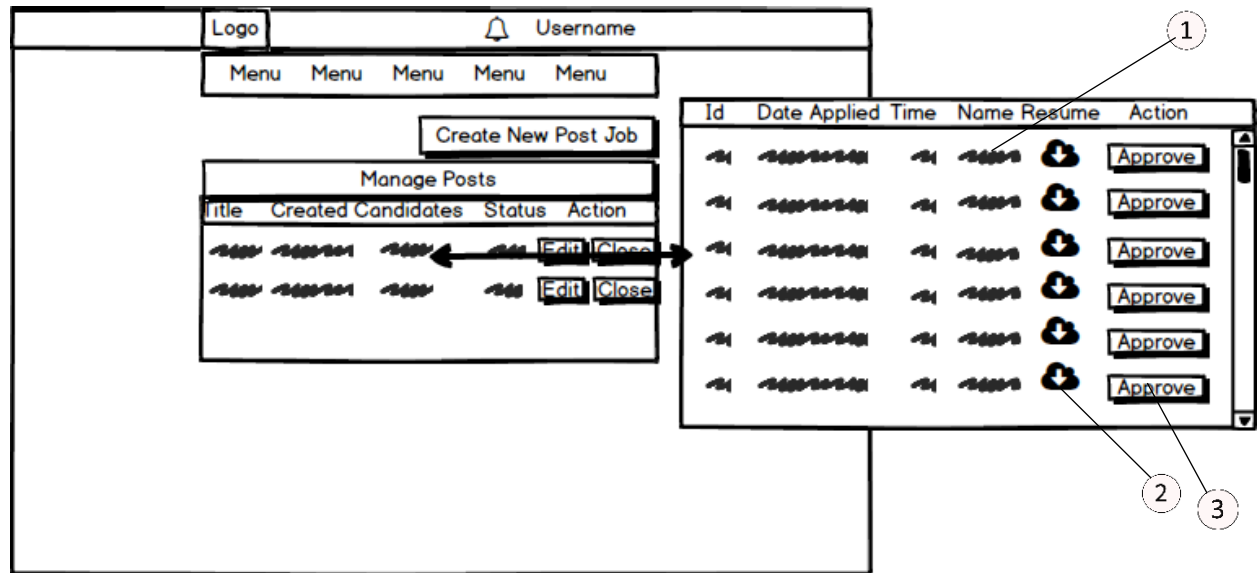 Logo Username
Menu Menu Menu Menu Menu
Create New Post Job
Manage Posts
Title Created Candidates Status Action
Edit Close
Edit Close
1
Id Date Applied Time Name Resume Action
Approve
Approve
Approve
Approve
Approve
Approve
2
3